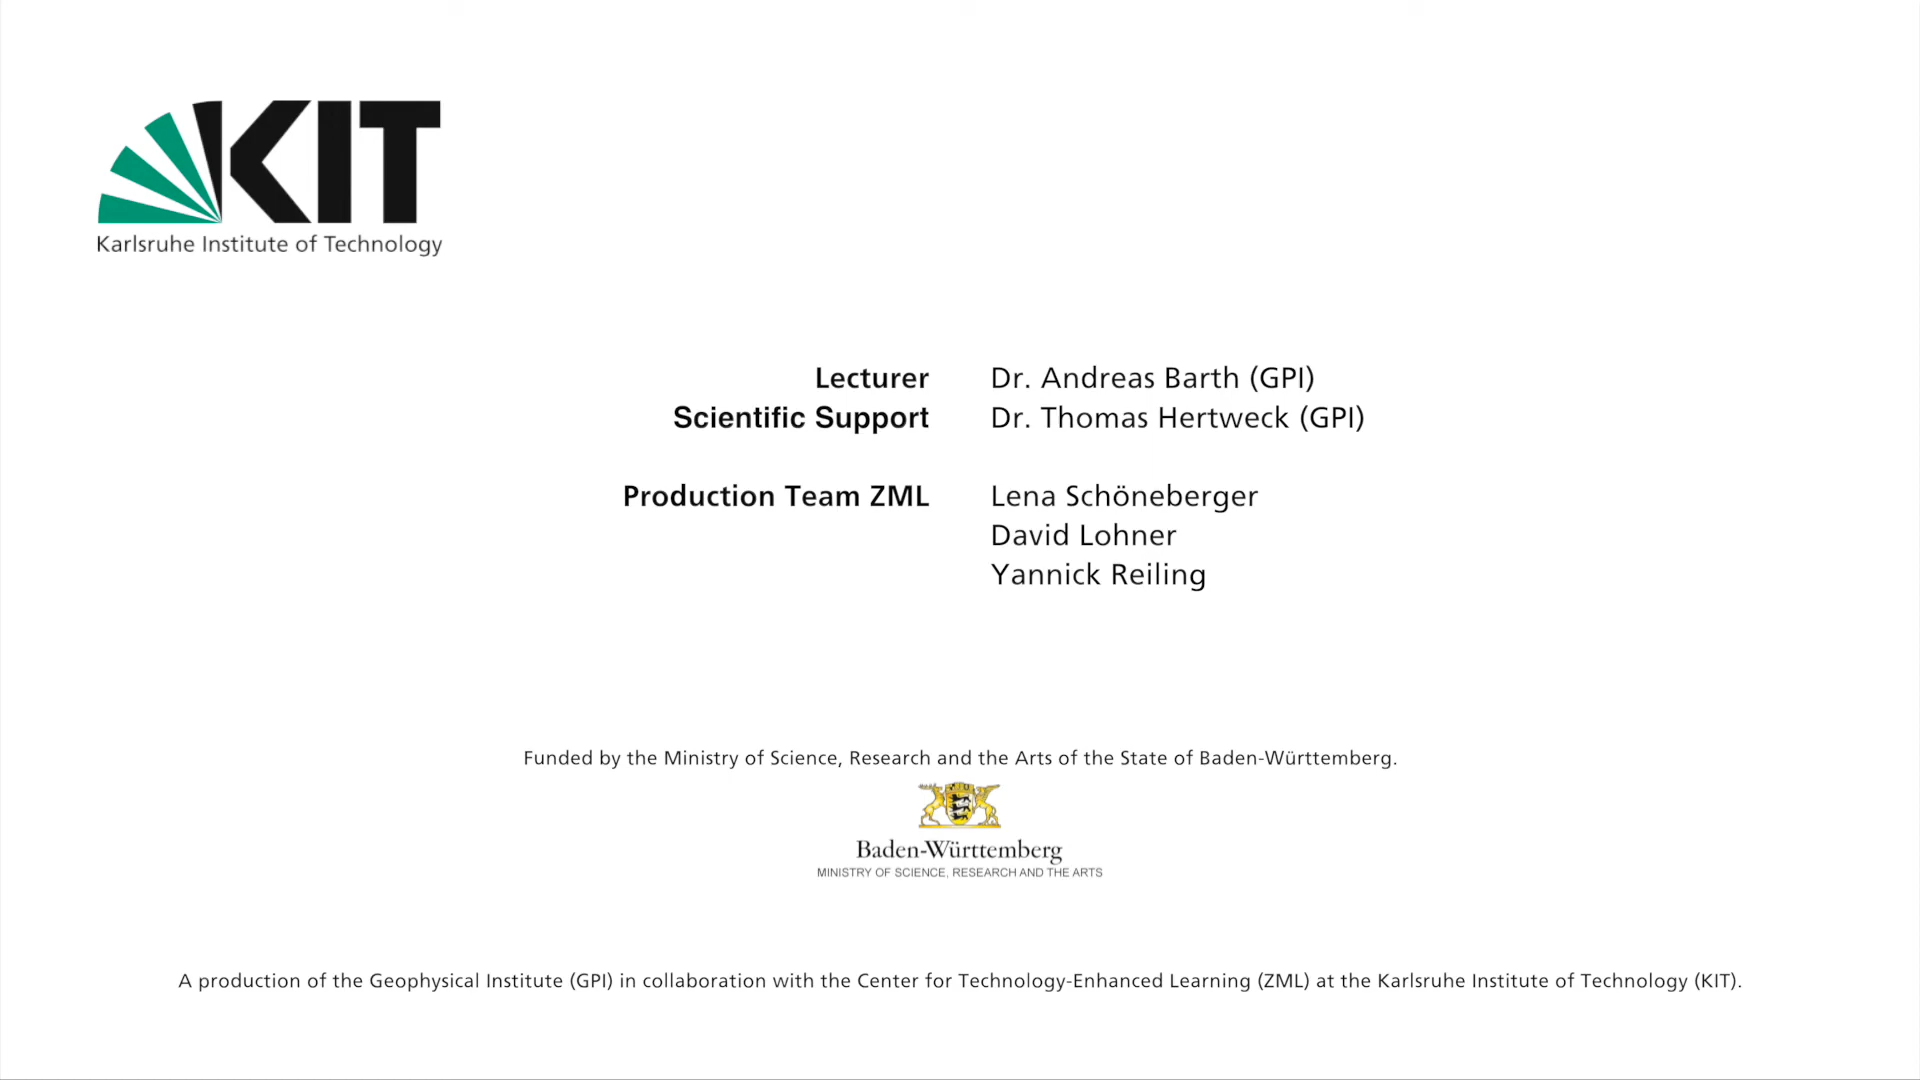 KIT
Karlsruhe Institute of Technology
Lecturer Dr. Andreas Barth (GPI)
Scientific Support Dr. Thomas Hertweck (GPI)
Production Team ZML Lena Schöneberger
David Lohner
Yannick Reiling
Funded by the Ministry of Science, Research and the Arts of the State of Baden-Württemberg.
Baden-Württemberg
MINISTRY OF SCIENCE, RESEARCH AND THE ARTS
A production of the Geophysical Institute (GPI) in collaboration with the Center for Technology-Enhanced Learning (ZML) at the Karlsruhe Institute of Technology (KIT).